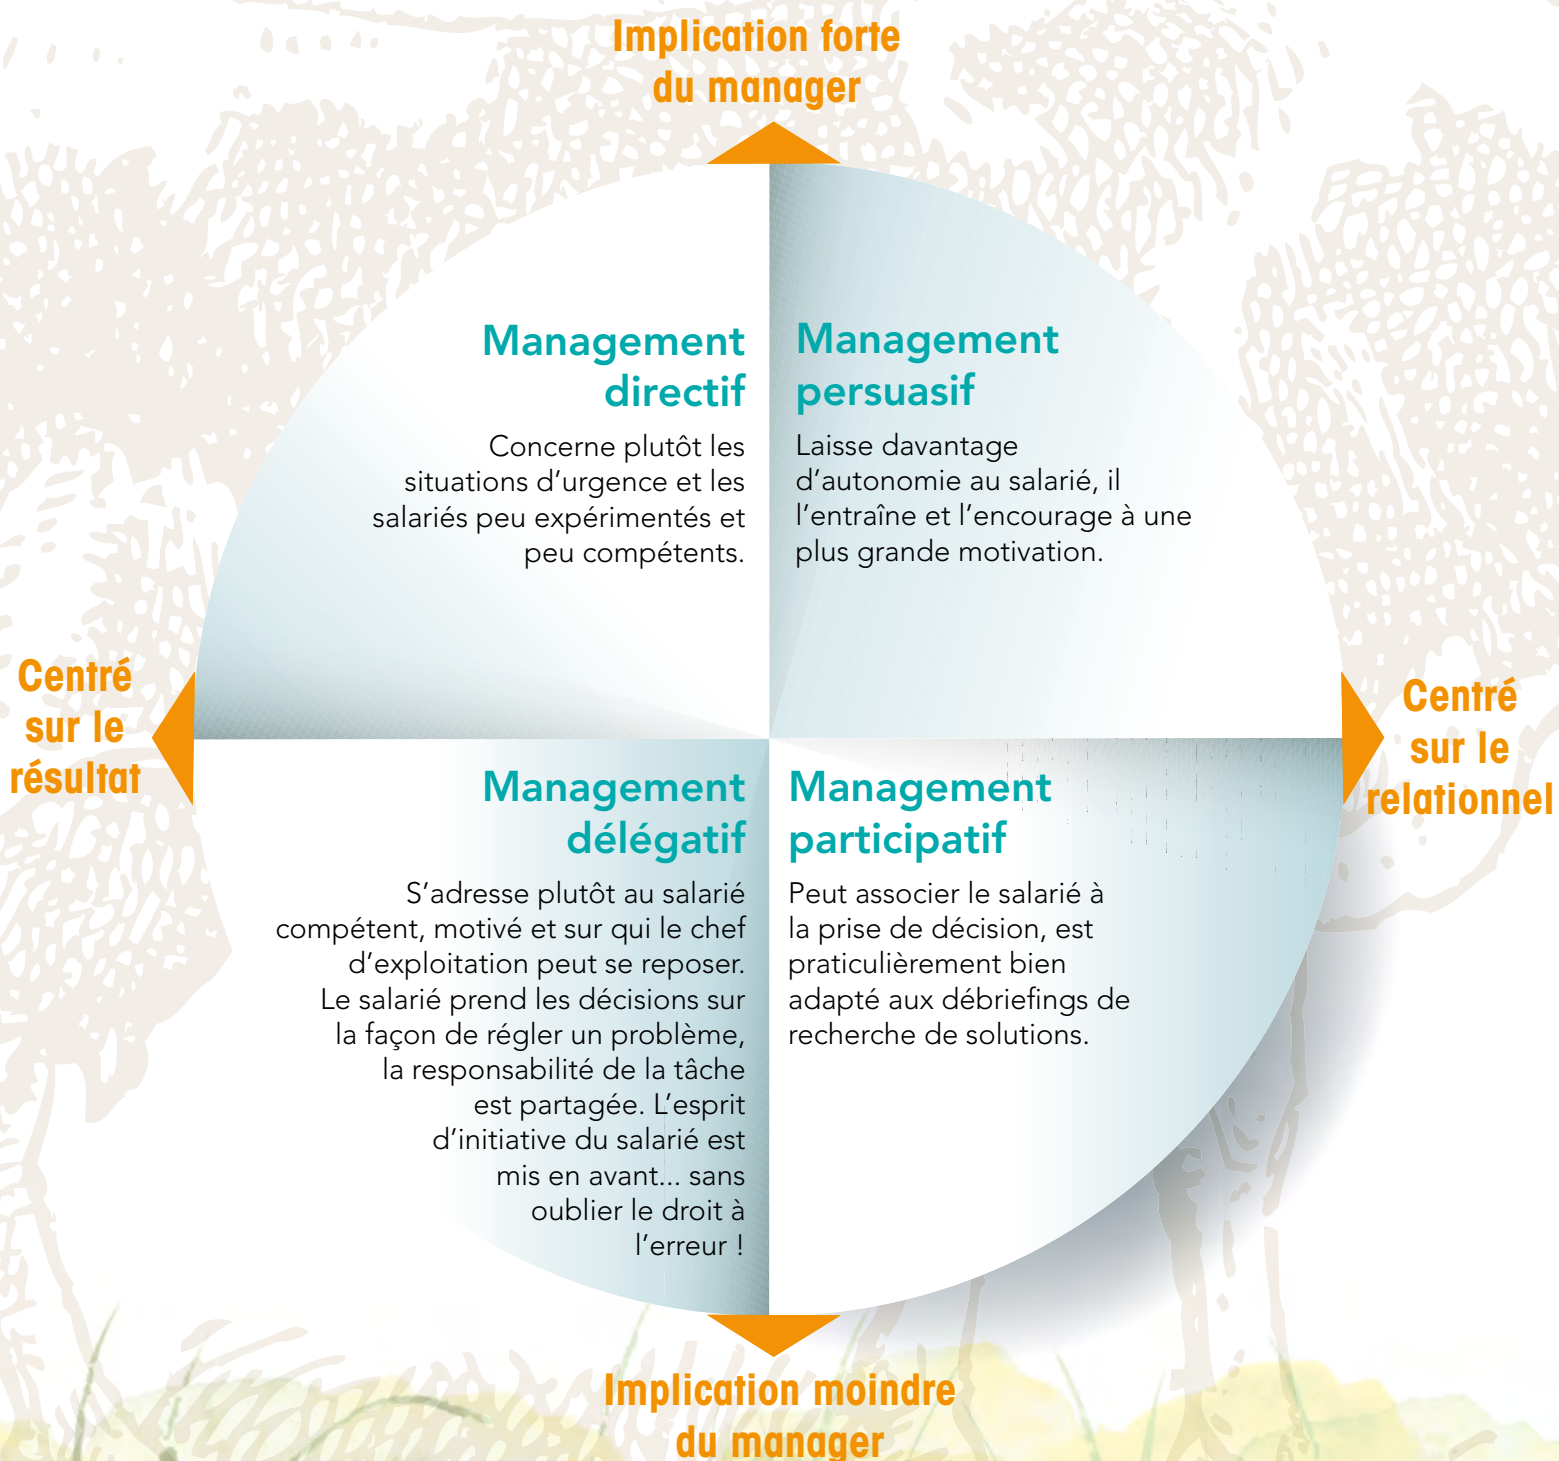 Implication forte
du manager
Management
directif
Concerne plutôt les
situations d’urgence et les
salariés peu expérimentés et
peu compétents.
Management
persuasif
Laisse davantage
d’autonomie au salarié, il
l’entraîne et l’encourage à une
plus grande motivation.
Centré
sur le
résultat
Centré
sur le
relationnel
Management
délégatif
S’adresse plutôt au salarié
compétent, motivé et sur qui le chef
d’exploitation peut se reposer.
Le salarié prend les décisions sur
la façon de régler un problème,
la responsabilité de la tâche
est partagée. L’esprit
d’initiative du salarié est
mis en avant... sans
oublier le droit à
l’erreur !
Management
participatif
Peut associer le salarié à
la prise de décision, est
praticulièrement bien
adapté aux débriefings de
recherche de solutions.
Implication moindre
du manager